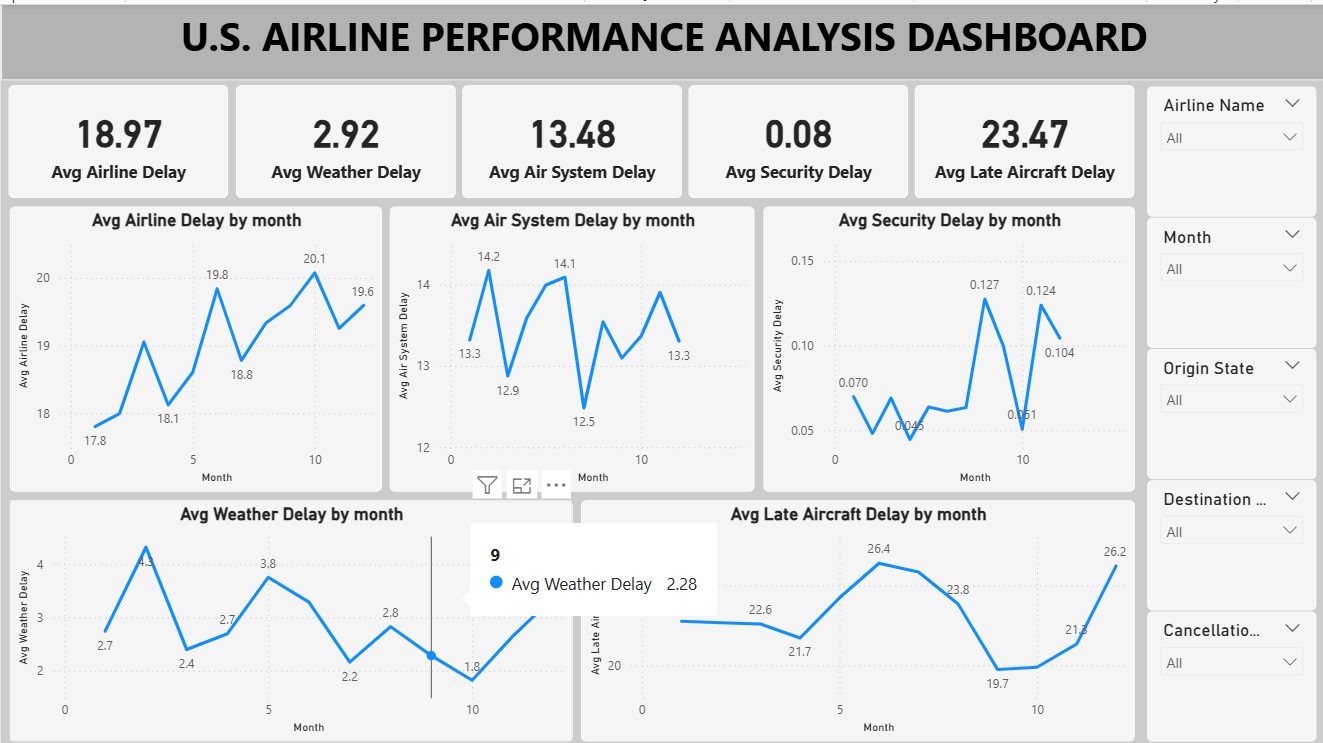 U.S. AIRLINE PERFORMANCE ANALYSIS DASHBOARD
18.97
Avg Airline Delay
2.92
Avg Weather Delay
13.48
Avg Air System Delay
0.08
Avg Security Delay
23.47
Avg Late Aircraft Delay
Airline Name
All
Month
All
Origin State
All
Destination ...
All
Cancellatio...
All
Avg Airline Delay by month
Avg Airline Delay
20
19
18
17.8
18.1
19.8
18.8
20.1
19.6
0
5
10
Month
Avg Air System Delay by month
Avg Air System Delay
14
13
12
13.3
14.2
12.9
14.1
12.5
13.3
0
10
Month
Avg Security Delay by month
Avg Security Delay
0.15
0.10
0.05
0.070
0.045
0.127
0.051
0.124
0.104
0
10
Month
Avg Weather Delay by month
Avg Weather Delay
4
3
2
2.7
4.3
2.4
2.7
3.8
2.2
2.8
1.8
0
5
10
Month
9
Avg Weather Delay 2.28
Avg Late Aircraft Delay by month
Avg Late
20
22.6
21.7
26.4
23.8
19.7
21.3
26.2
0
5
10
Month